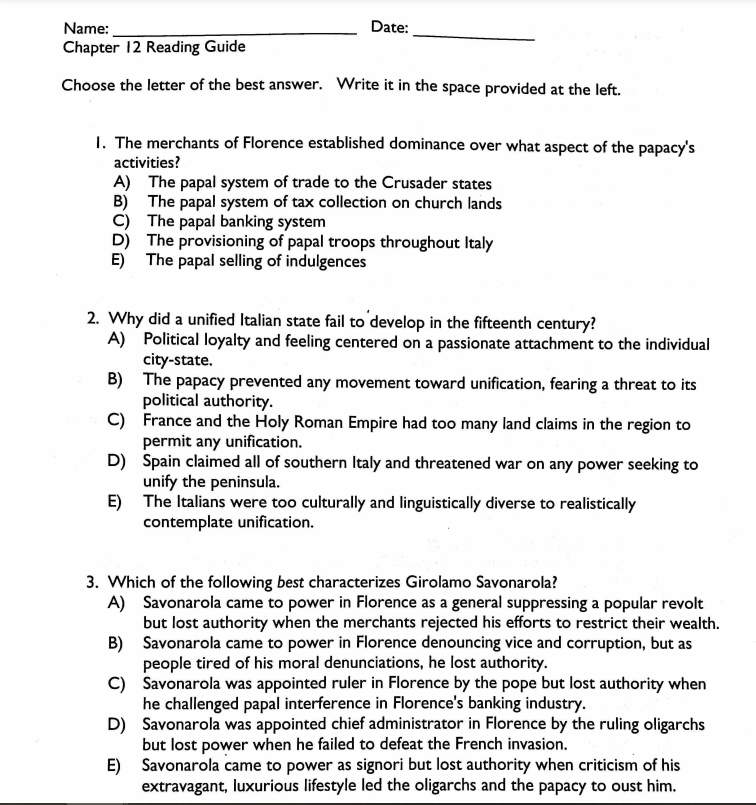 Name: ______________________ Date: ______________
Chapter 12 Reading Guide
Choose the letter of the best answer. Write it in the space provided at the left.
1. The merchants of Florence established dominance over what aspect of the papacy's
activities?
A) The papal system of trade to the Crusader states
B) The papal system of tax collection on church lands
C) The papal banking system
D) The provisioning of papal troops throughout Italy
E) The papal selling of indulgences
2. Why did a unified Italian state fail to develop in the fifteenth century?
A) Political loyalty and feeling centered on a passionate attachment to the individual
city-state.
B) The papacy prevented any movement toward unification, fearing a threat to its
political authority.
C) France and the Holy Roman Empire had too many land claims in the region to
permit any unification.
D) Spain claimed all of southern Italy and threatened war on any power seeking to
unify the peninsula.
E) The Italians were too culturally and linguistically diverse to realistically
contemplate unification.
3. Which of the following best characterizes Girolamo Savonarola?
A) Savonarola came to power in Florence as a general suppressing a popular revolt
but lost authority when the merchants rejected his efforts to restrict their wealth.
B) Savonarola came to power in Florence denouncing vice and corruption, but as
people tired of his moral denunciations, he lost authority.
C) Savonarola was appointed ruler in Florence by the pope but lost authority when
he challenged papal interference in Florence's banking industry.
D) Savonarola was appointed chief administrator in Florence by the ruling oligarchs
but lost power when he failed to defeat the French invasion.
E) Savonarola came to power as signori but lost authority when criticism of his
extravagant, luxurious lifestyle led the oligarchs and the papacy to oust him.